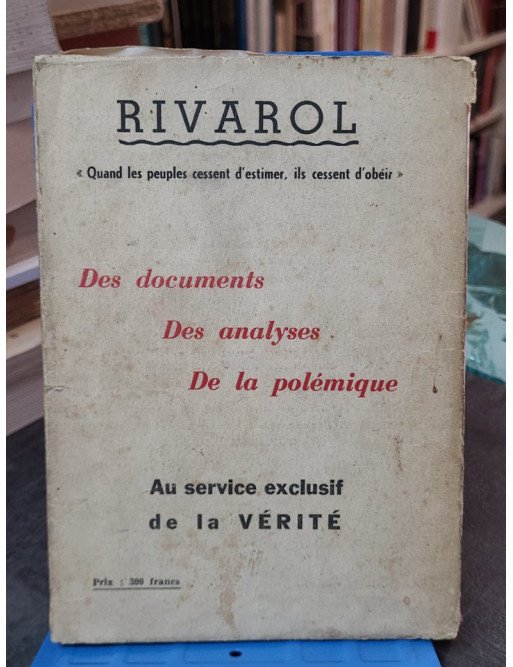 RIVAROL
« Quand les peuples cessent d'estimer, ils cessent d'obéir »
Des documents
Des analyses
De la polémique
Au service exclusif
de la VÉRITÉ
Prix : 300 francs